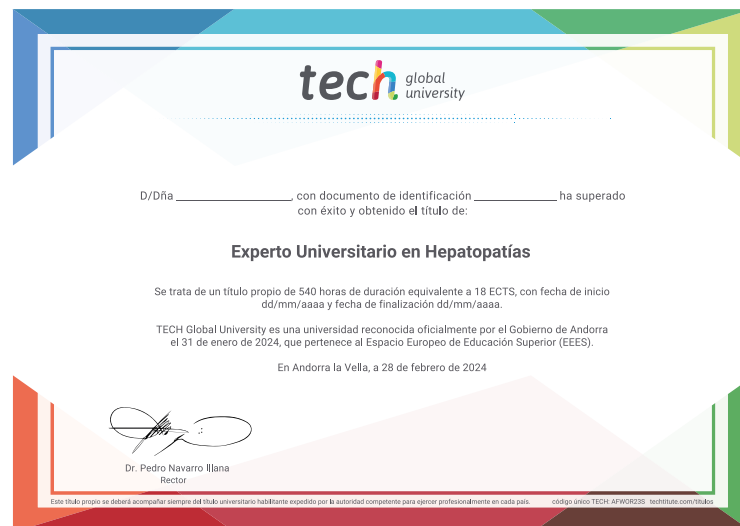 tech global university
D/Dña ____________________, con documento de identificación ______________ ha superado
con éxito y obtenido el título de:
Experto Universitario en Hepatopatías
Se trata de un título propio de 540 horas de duración equivalente a 18 ECTS, con fecha de inicio
dd/mm/aaaa y fecha de finalización dd/mm/aaaa.
TECH Global University es una universidad reconocida oficialmente por el Gobierno de Andorra
el 31 de enero de 2024, que pertenece al Espacio Europeo de Educación Superior (EEES).
En Andorra la Vella, a 28 de febrero de 2024
Dr. Pedro Navarro Illana
Rector
Este título propio se deberá acompañar siempre del título universitario habilitante expedido por la autoridad competente para ejercer profesionalmente en cada país. código único TECH: AFWOR23S techtitute.com/titulos